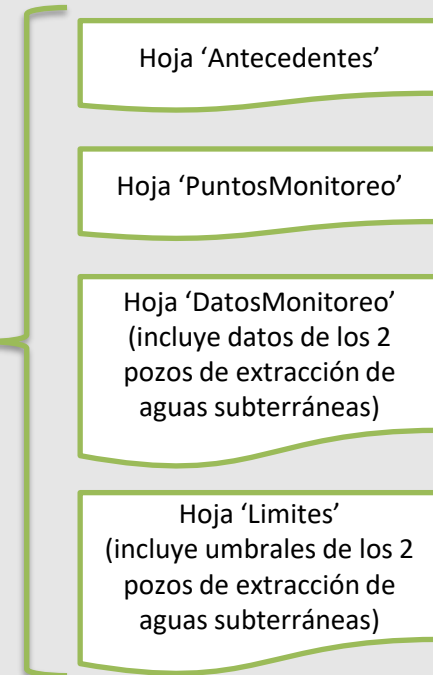 Hoja ‘Antecedentes’
Hoja ‘PuntosMonitoreo’
Hoja ‘DatosMonitoreo’
(incluye datos de los 2
pozos de extracción de
aguas subterráneas)
Hoja ‘Limites’
(incluye umbrales de los 2
pozos de extracción de
aguas subterráneas)